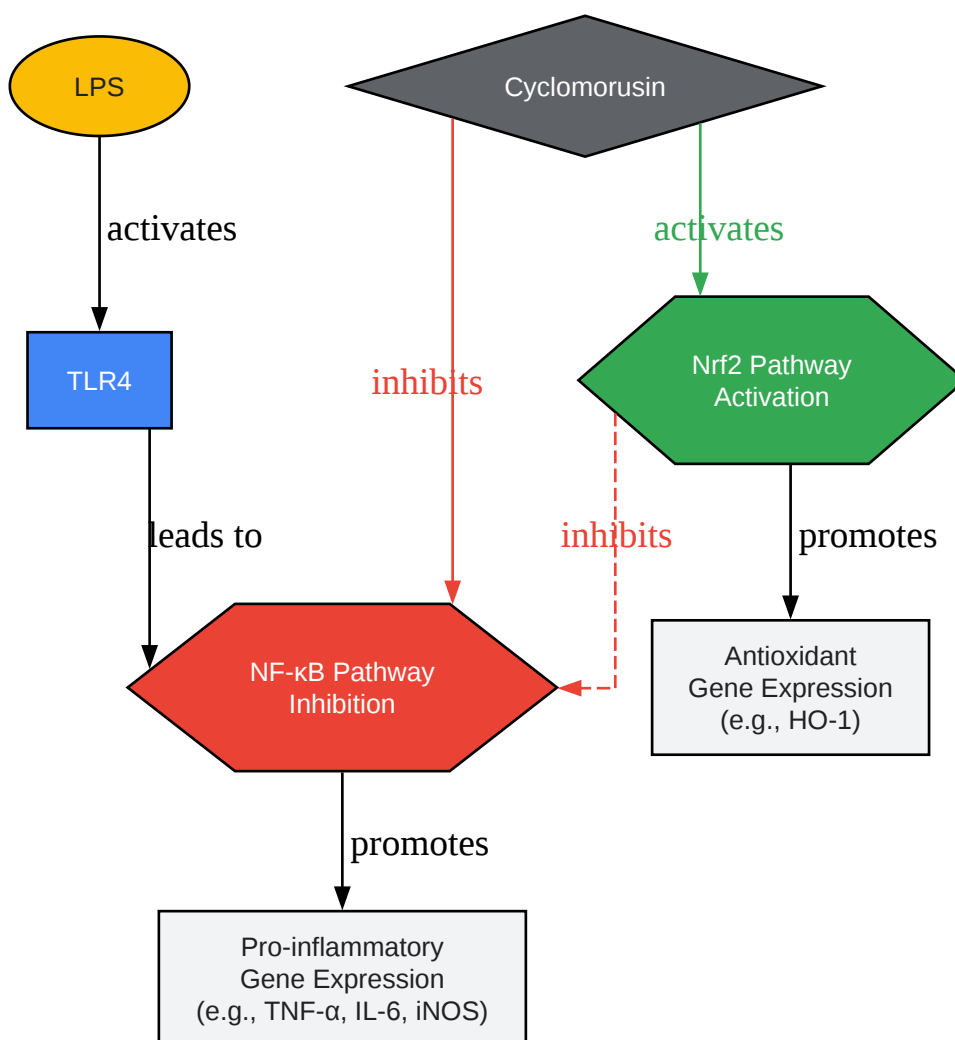 LPS
Cyclomorusin
activates
activates
TLR4
inhibits
Nrf2 Pathway
Activation
leads to
inhibits
promotes
NF-κB Pathway
Inhibition
Antioxidant
Gene Expression
(e.g., HO-1)
promotes
Pro-inflammatory
Gene Expression
(e.g., TNF-α, IL-6, iNOS)